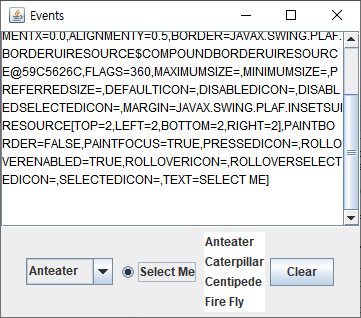 Events
MENTX=0.0,ALIGNMENTY=0.5,BORDER=JAVAX.SWING.PLAF.
BORDERUIRESOURCE$COMPOUNDBORDERUIRESOURC
E@59C5626C,FLAGS=360,MAXIMUMSIZE=,MINIMUMSIZE=,P
REFERREDSIZE=,DEFAULTICON=,DISABLEDICON=,DISABL
EDSELECTEDICON=,MARGIN=JAVAX.SWING.PLAF.INSETSUI
RESOURCE[TOP=2,LEFT=2,BOTTOM=2,RIGHT=2],PAINTBO
RDER=FALSE,PAINTFOCUS=TRUE,PRESSEDICON=,ROLLO
VERENABLED=TRUE,ROLLOVERICON=,ROLLOVERSELECT
EDICON=,SELECTEDICON=,TEXT=SELECT ME]
Anteater
Select Me
Anteater
Caterpillar
Centipede
Fire Fly
Clear